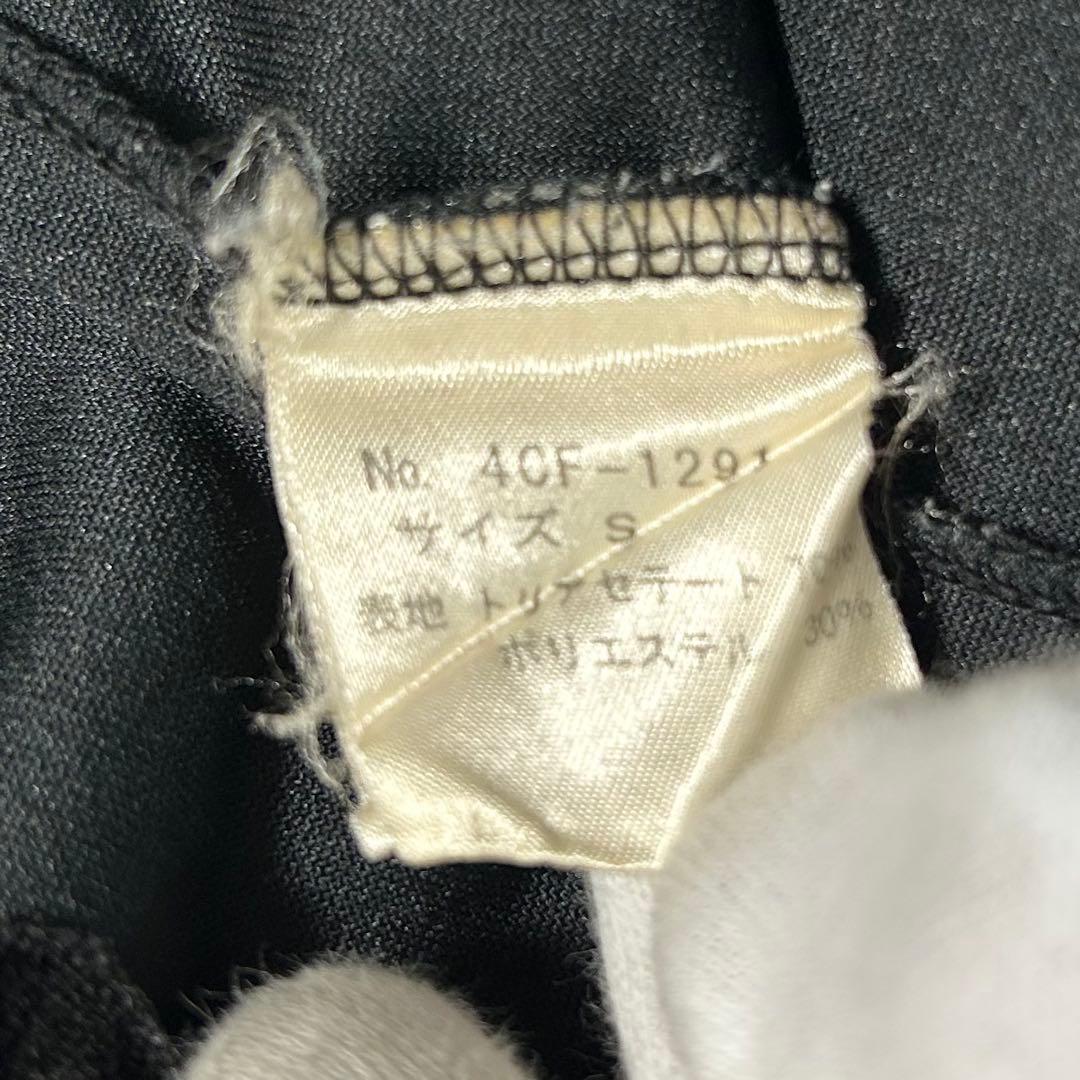 No. 4CF-1291
サイズ S
表地 トリアセテート 70%
ポリエステル 30%